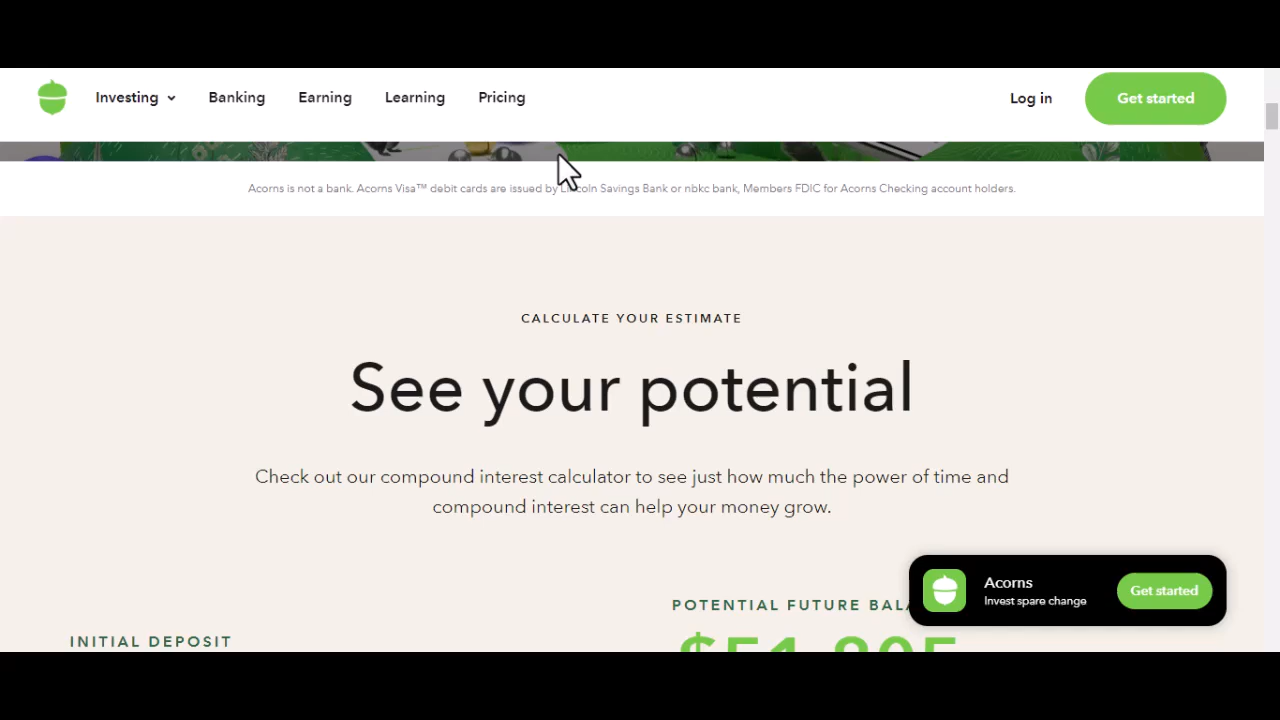 Investing
Banking
Earning
Learning
Pricing
Log in
Get started
Acorns is not a bank. Acorns Visa™ debit cards are issued by Lincoln Savings Bank or nbkc bank, Members FDIC for Acorns Checking account holders.
CALCULATE YOUR ESTIMATE
See your potential
Check out our compound interest calculator to see just how much the power of time and
compound interest can help your money grow.
Acorns
Invest spare change
Get started
POTENTIAL FUTURE
INITIAL DEPOSIT